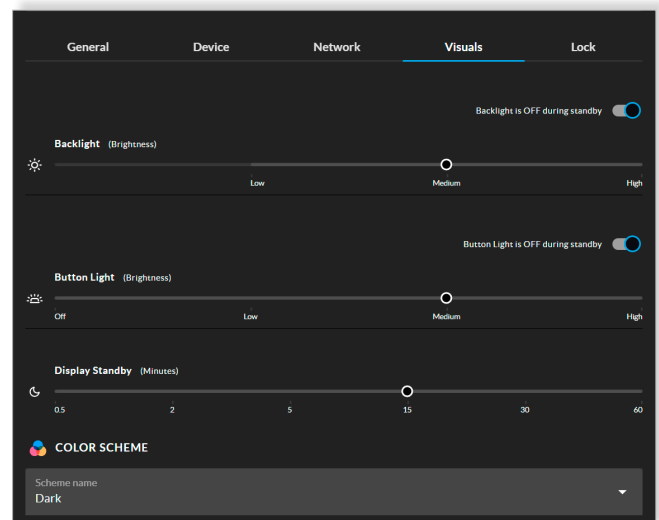 General Device Network Visuals Lock
Backlight is OFF during standby
Backlight (Brightness)
Low Medium High
Button Light is OFF during standby
Button Light (Brightness)
Off Low Medium High
Display Standby (Minutes)
0.5 2 5 15 30 60
COLOR SCHEME
Scheme name
Dark